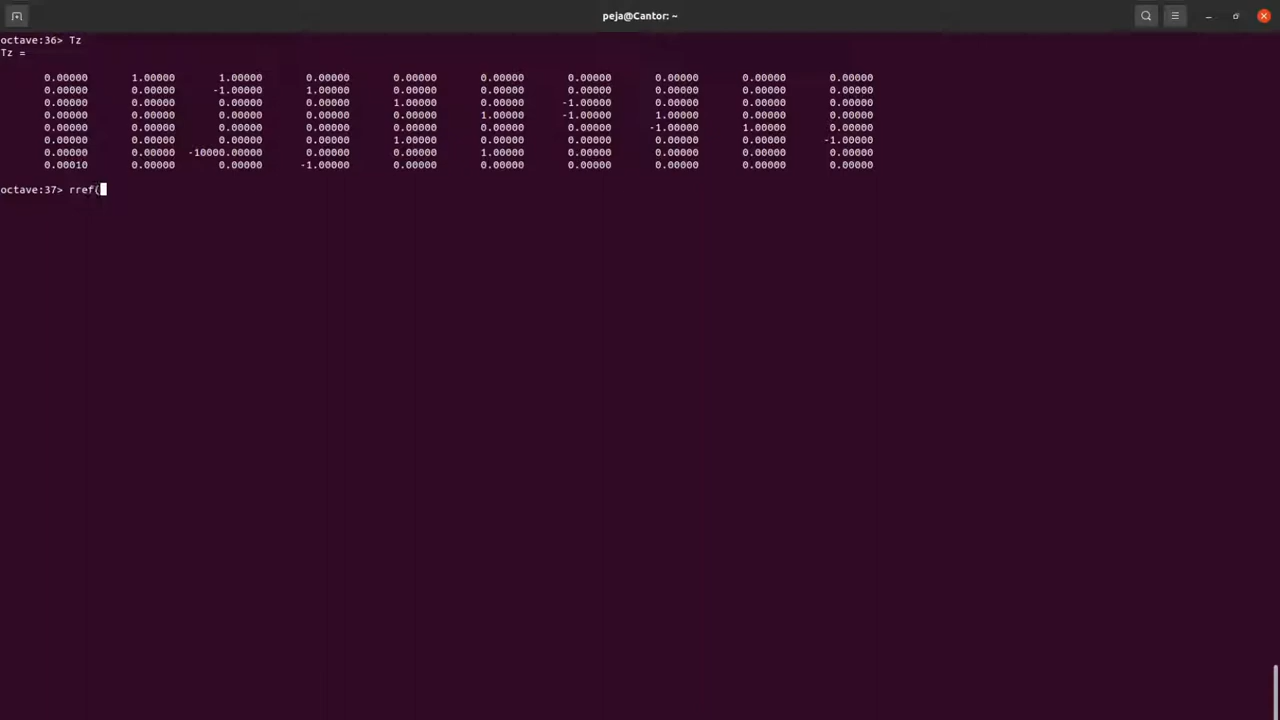 peja@Cantor: ~
octave:36> Tz
Tz =
0.00000 1.00000 1.00000 0.00000 0.00000 0.00000 0.00000 0.00000 0.00000 0.00000
0.00000 0.00000 -1.00000 1.00000 0.00000 0.00000 0.00000 0.00000 0.00000 0.00000
0.00000 0.00000 0.00000 0.00000 1.00000 1.00000 -1.00000 0.00000 0.00000 0.00000
0.00000 0.00000 0.00000 0.00000 0.00000 1.00000 -1.00000 1.00000 0.00000 0.00000
0.00000 0.00000 0.00000 0.00000 0.00000 0.00000 0.00000 -1.00000 1.00000 0.00000
0.00000 0.00000 0.00000 0.00000 1.00000 0.00000 0.00000 0.00000 0.00000 -1.00000
0.00000 0.00000 -10000.00000 0.00000 0.00000 1.00000 0.00000 0.00000 0.00000 0.00000
0.00010 0.00000 0.00000 -1.00000 0.00000 0.00000 0.00000 0.00000 0.00000 0.00000
octave:37> rref(